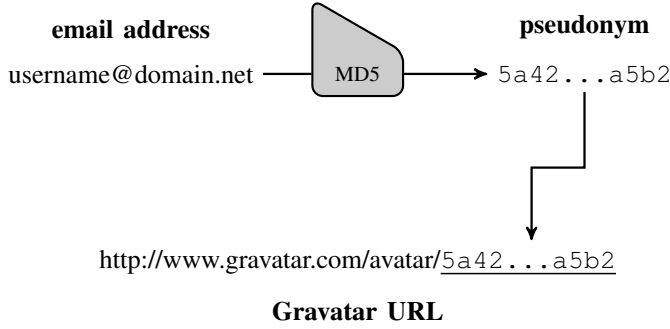 email address
pseudonym
username@domain.net
MD5
5a42...a5b2
http://www.gravatar.com/avatar/5a42...a5b2
Gravatar URL